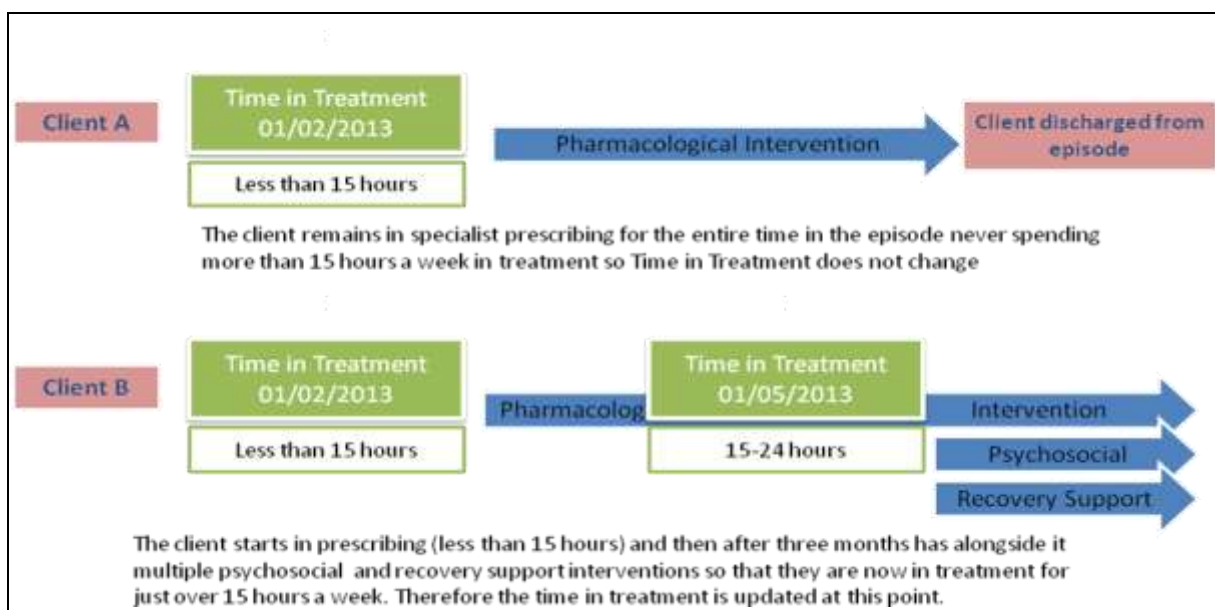 Client A
Time in Treatment
01/02/2013
Less than 15 hours
Pharmacological Intervention
Client discharged from
episode
The client remains in specialist prescribing for the entire time in the episode never spending
more than 15 hours a week in treatment so Time in Treatment does not change
Client B
Time in Treatment
01/02/2013
Less than 15 hours
Pharmacolog
Time in Treatment
01/05/2013
15-24 hours
Intervention
Psychosocial
Recovery Support
The client starts in prescribing (less than 15 hours) and then after three months has alongside it
multiple psychosocial and recovery support interventions so that they are now in treatment for
just over 15 hours a week. Therefore the time in treatment is updated at this point.